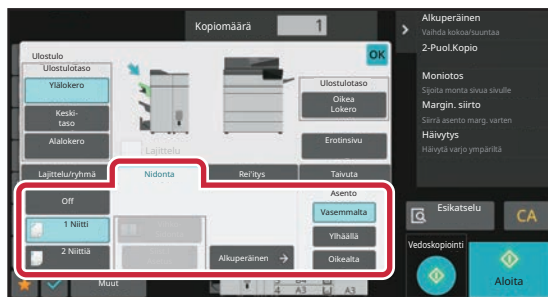 Kopiomäärä 1
Ulostulo
OK
Ulostulotaso
Ylälokero
Keski-
taso
Alalokero
Lajittelu
Ulostulotaso
Oikea
Lokero
Erotinsivu
Lajittelu/ryhmä
Nidonta
Rei'itys
Taivuta
Off
1 Niitti
2 Niittiä
Alkuperäinen →
Asento
Vasemmalta
Ylhäällä
Oikealta
Muut
A3
A3
Alkuperäinen
Vaihda kokoa/suuntaa
2-Puol.Kopio
Moniotos
Sijoita monta sivua sivulle
Margin. siirto
Siirrä asento marg. varten
Häivytys
Häivytä varjo ympäriltä
Esikatselu
CA
Vedoskopiointi
Aloita